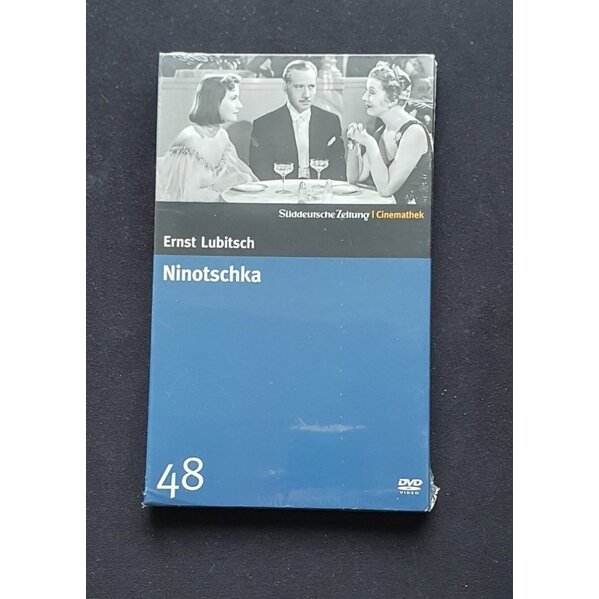 Süddeutsche Zeitung | Cinemathek
Ernst Lubitsch
Ninotschka
48
DVD
VIDEO